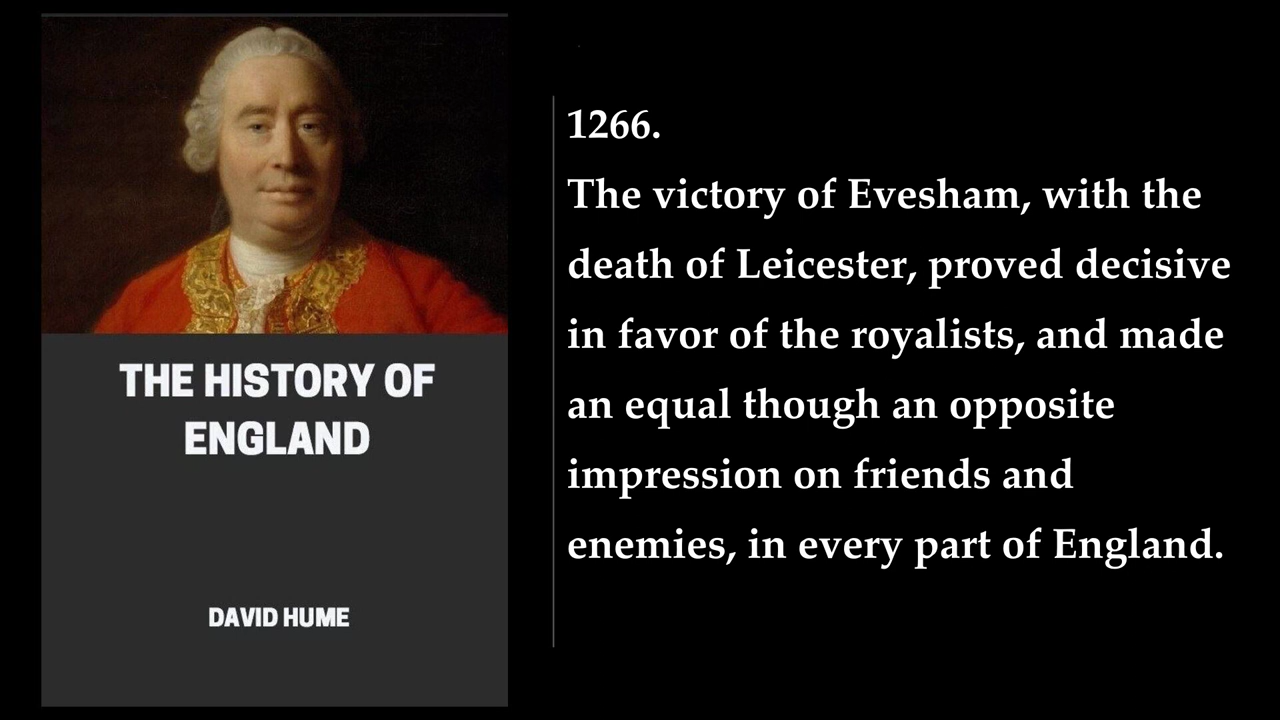 THE HISTORY OF
ENGLAND
DAVID HUME
1266.
The victory of Evesham, with the
death of Leicester, proved decisive
in favor of the royalists, and made
an equal though an opposite
impression on friends and
enemies, in every part of England.